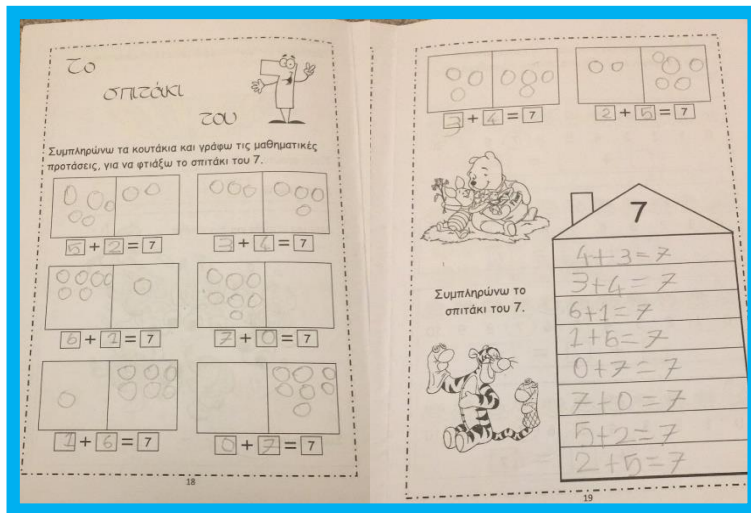 Το
σπιτάκι
του
7
Συμπληρώνω τα κουτάκια και γράφω τις μαθηματικές
προτάσεις, για να φτιάξω το σπιτάκι του 7.
5 + 2 = 7
3 + 4 = 7
6 + 1 = 7
7 + 0 = 7
1 + 6 = 7
0 + 7 = 7
18
3 + 4 = 7
2 + 5 = 7
Συμπληρώνω το
σπιτάκι του 7.
7
4+3=7
3+4=7
6+1=7
1+6=7
0+7=7
7+0=7
5+2=7
2+5=7
19